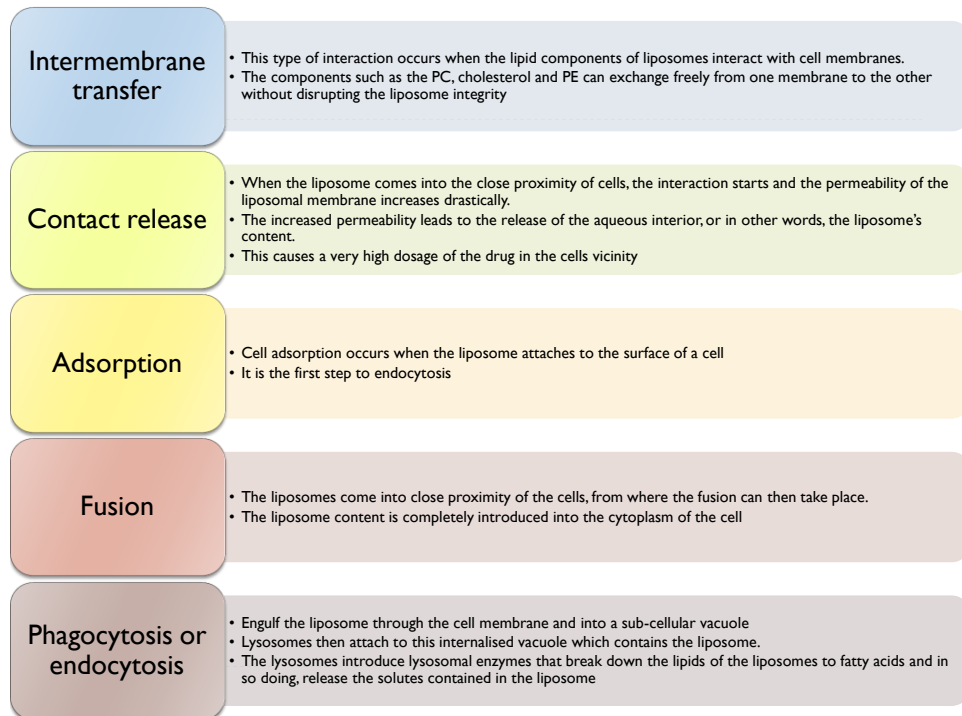 Intermembrane
transfer
• This type of interaction occurs when the lipid components of liposomes interact with cell membranes.
• The components such as the PC, cholesterol and PE can exchange freely from one membrane to the other
without disrupting the liposome integrity
Contact release
• When the liposome comes into the close proximity of cells, the interaction starts and the permeability of the
liposomal membrane increases drastically.
• The increased permeability leads to the release of the aqueous interior, or in other words, the liposome's
content.
• This causes a very high dosage of the drug in the cells vicinity
Adsorption
• Cell adsorption occurs when the liposome attaches to the surface of a cell
• It is the first step to endocytosis
Fusion
• The liposomes come into close proximity of the cells, from where the fusion can then take place.
• The liposome content is completely introduced into the cytoplasm of the cell
Phagocytosis or
endocytosis
• Engulf the liposome through the cell membrane and into a sub-cellular vacuole
• Lysosomes then attach to this internalised vacuole which contains the liposome.
• The lysosomes introduce lysosomal enzymes that break down the lipids of the liposomes to fatty acids and in
so doing, release the solutes contained in the liposome